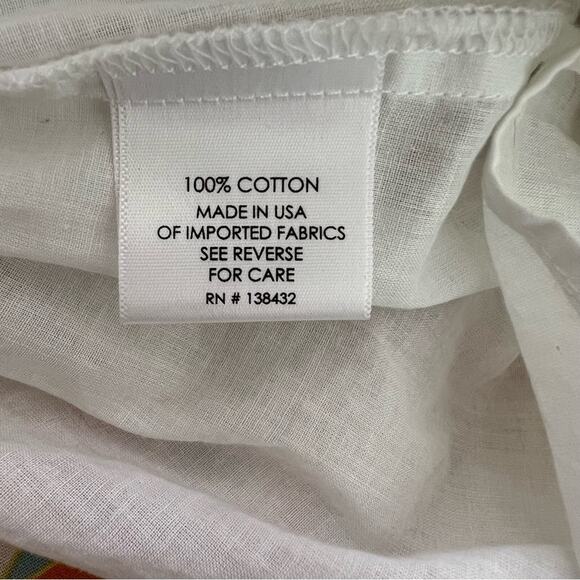 100% COTTON
MADE IN USA
OF IMPORTED FABRICS
SEE REVERSE
FOR CARE
RN # 138432